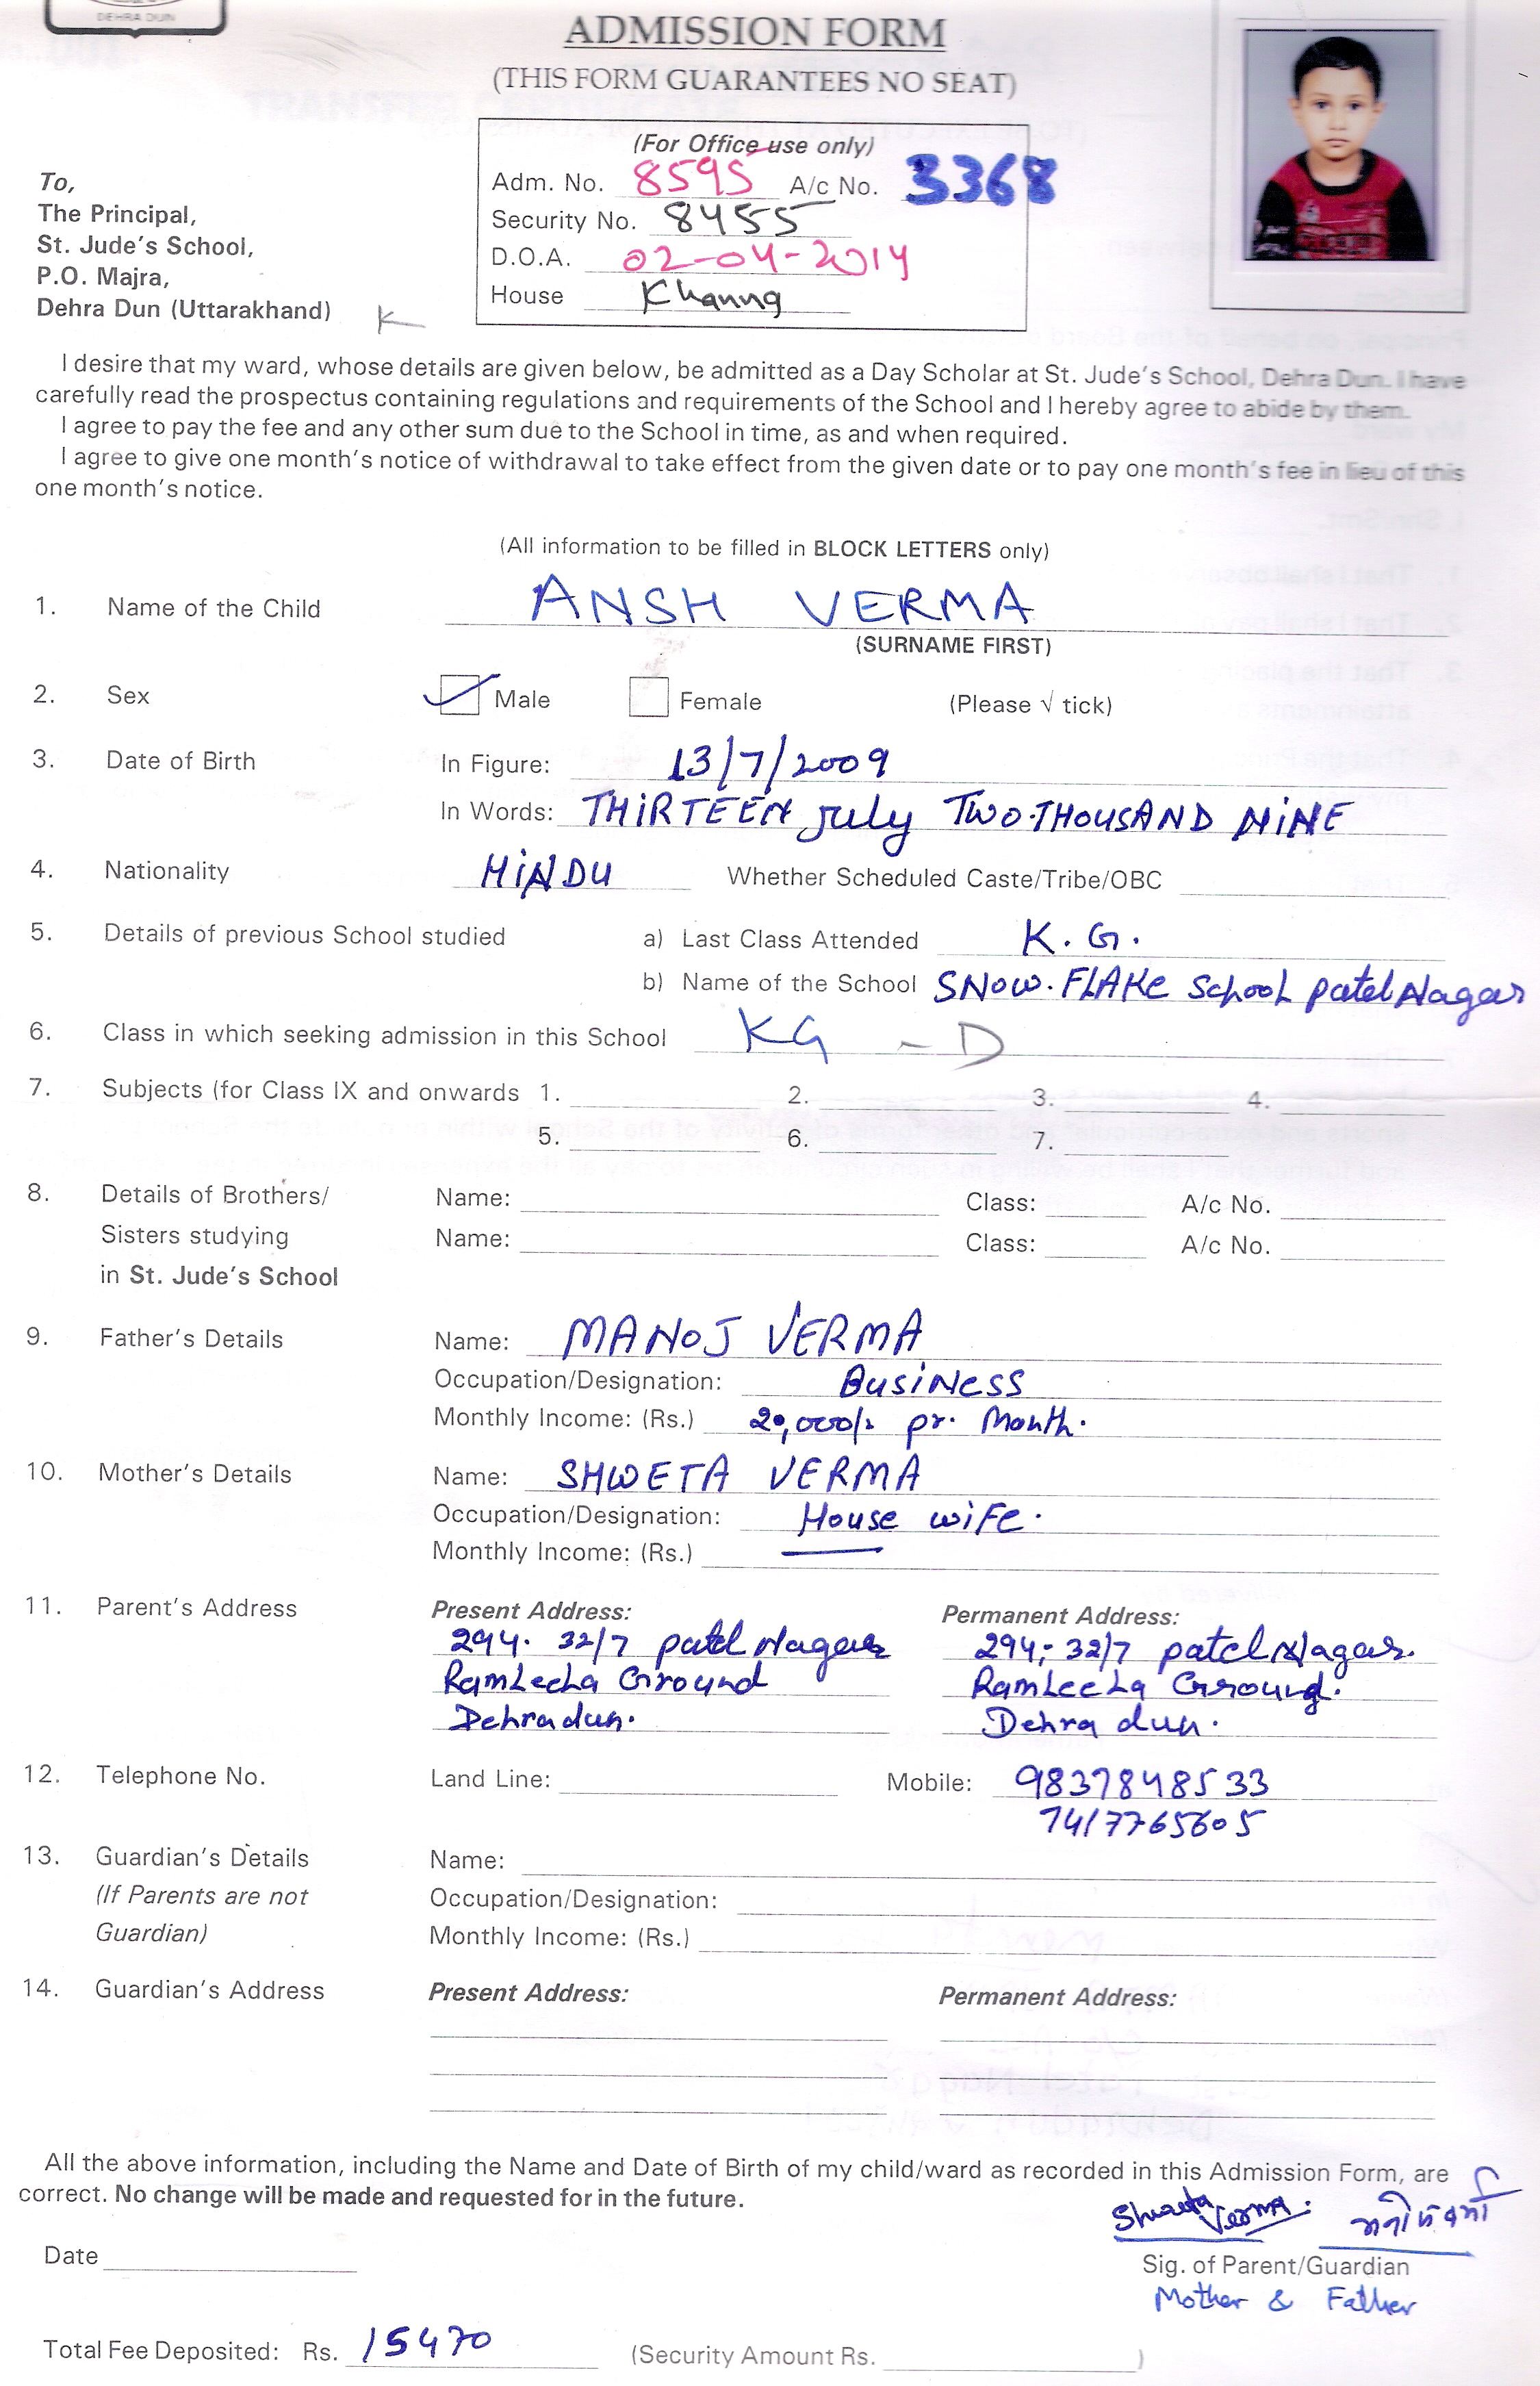 DEHRA DUN
ADMISSION FORM
(THIS FORM GUARANTEES NO SEAT)
(For Office use only)
Adm. No. 8595 A/c No. 3368
Security No. 8455
D.O.A. 02-04-2014
House Khanna
To,
The Principal,
St. Jude's School,
P.O. Majra,
Dehra Dun (Uttarakhand) K
I desire that my ward, whose details are given below, be admitted as a Day Scholar at St. Jude's School, Dehra Dun. I have
carefully read the prospectus containing regulations and requirements of the School and I hereby agree to abide by them.
I agree to pay the fee and any other sum due to the School in time, as and when required.
I agree to give one month's notice of withdrawal to take effect from the given date or to pay one month's fee in lieu of this
one month's notice.
(All information to be filled in BLOCK LETTERS only)
1. Name of the Child ANSH VERMA
(SURNAME FIRST)
2. Sex Male Female (Please √ tick)
3. Date of Birth In Figure: 13/7/2009
In Words: THIRTEEN July TWO.THOUSAND NINE
4. Nationality HINDU Whether Scheduled Caste/Tribe/OBC
5. Details of previous School studied a) Last Class Attended K. G.
b) Name of the School SNOW. FLAKE School patel Nagar
6. Class in which seeking admission in this School KG - D
7. Subjects (for Class IX and onwards 1. 2. 3. 4.
5. 6. 7.
8. Details of Brothers/ Name: Class: A/c No.
Sisters studying Name: Class: A/c No.
in St. Jude's School
9. Father's Details Name: MANOJ VERMA
Occupation/Designation: Business
Monthly Income: (Rs.) 20,000/- pr. Month.
10. Mother's Details Name: SHWETA VERMA
Occupation/Designation: House wife.
Monthly Income: (Rs.)
11. Parent's Address Present Address: Permanent Address:
294. 32/7 patel Nagar 294; 32/7 patel Nagar.
RamLeeLa Ground RamLeeLa Ground.
Dehradun. Dehra dun.
12. Telephone No. Land Line: Mobile: 9837848533
7417765605
13. Guardian's Details Name:
(If Parents are not Occupation/Designation:
Guardian) Monthly Income: (Rs.)
14. Guardian's Address Present Address: Permanent Address:
All the above information, including the Name and Date of Birth of my child/ward as recorded in this Admission Form, are
correct. No change will be made and requested for in the future.
Shweta Verma.
Date
Sig. of Parent/Guardian
Mother & Father
Total Fee Deposited: Rs. 15470 (Security Amount Rs. )